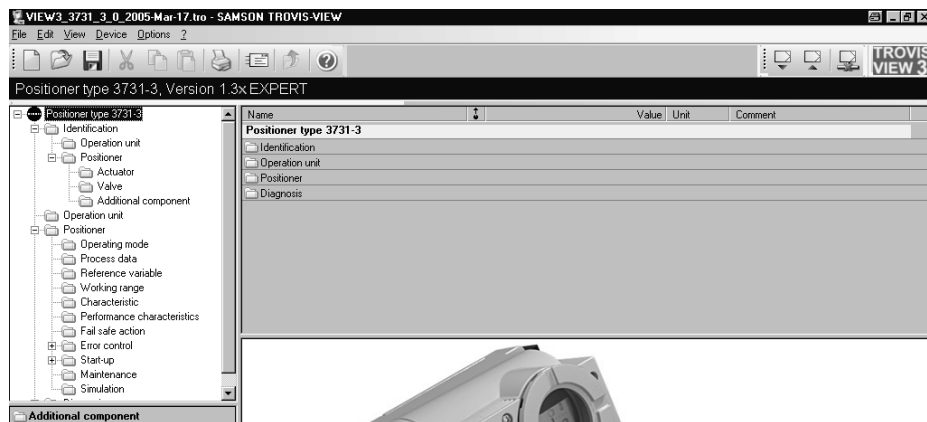 VIEW3_3731_3_0_2005-Mar-17.tro - SAMSON TROVIS-VIEW
File Edit View Device Options ?
TROVIS
VIEW 3
Positioner type 3731-3, Version 1.3x EXPERT
Positioner type 3731-3
Identification
Operation unit
Positioner
Actuator
Valve
Additional component
Operation unit
Positioner
Operating mode
Process data
Reference variable
Working range
Characteristic
Performance characteristics
Fail safe action
Error control
Start-up
Maintenance
Simulation
Additional component
Name Value Unit Comment
Positioner type 3731-3
Identification
Operation unit
Positioner
Diagnosis